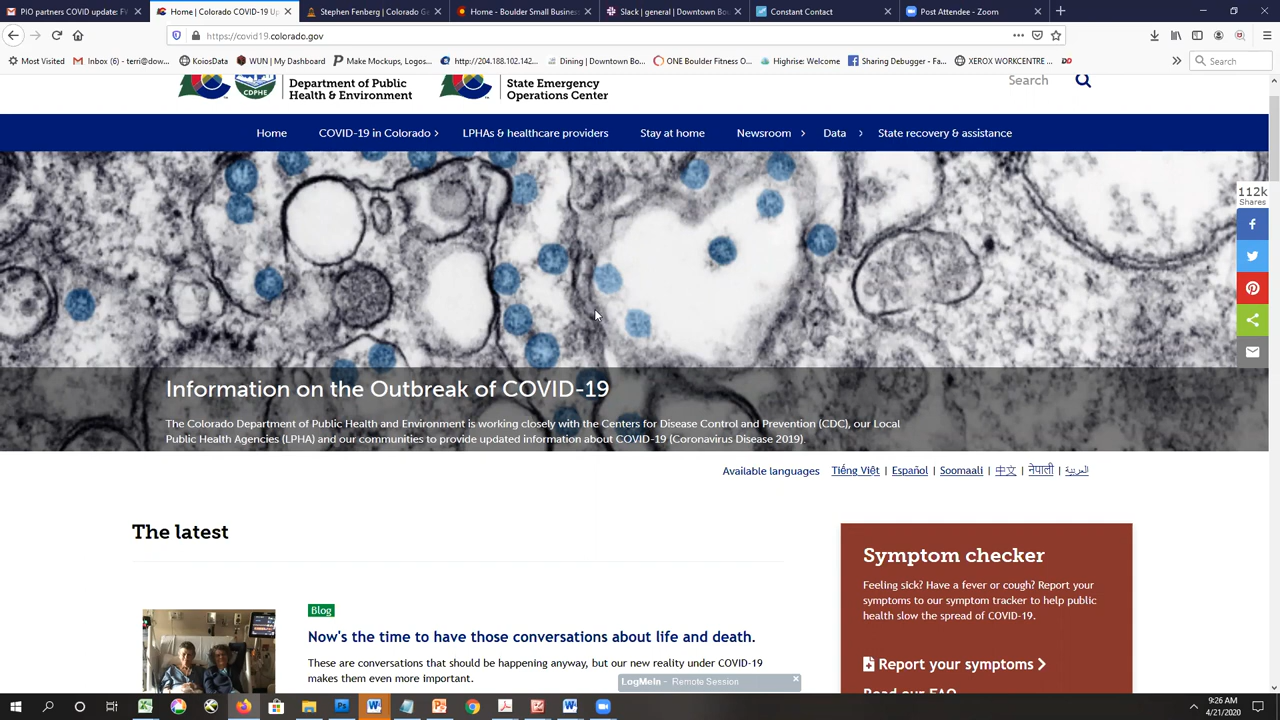 PIO partners COVID update: FW
Home | Colorado COVID-19 Up
Stephen Fenberg | Colorado Ge
Home - Boulder Small Business
Slack | general | Downtown Bou
Constant Contact
Post Attendee - Zoom
https://covid19.colorado.gov
Most Visited
Inbox (6) - terri@dow...
KoiosData
WUN | My Dashboard
Make Mockups, Logos...
http://204.188.102.142...
Dining | Downtown Bo...
ONE Boulder Fitness O...
Highrise: Welcome
Sharing Debugger - Fa...
XEROX WORKCENTRE ...
DD
Search
CDPHE
Department of Public
Health & Environment
State Emergency
Operations Center
Search
Home
COVID-19 in Colorado
LPHAs & healthcare providers
Stay at home
Newsroom
Data
State recovery & assistance
112k
Shares
Information on the Outbreak of COVID-19
The Colorado Department of Public Health and Environment is working closely with the Centers for Disease Control and Prevention (CDC), our Local
Public Health Agencies (LPHA) and our communities to provide updated information about COVID-19 (Coronavirus Disease 2019).
Available languages Tiếng Việt | Español | Soomaali | 中文 | नेपाली | العربية
The latest
Blog
Now's the time to have those conversations about life and death.
These are conversations that should be happening anyway, but our new reality under COVID-19
makes them even more important.
Symptom checker
Feeling sick? Have a fever or cough? Report your
symptoms to our symptom tracker to help public
health slow the spread of COVID-19.
Report your symptoms
Read our FAQ
LogMeIn - Remote Session
9:26 AM
4/21/2020